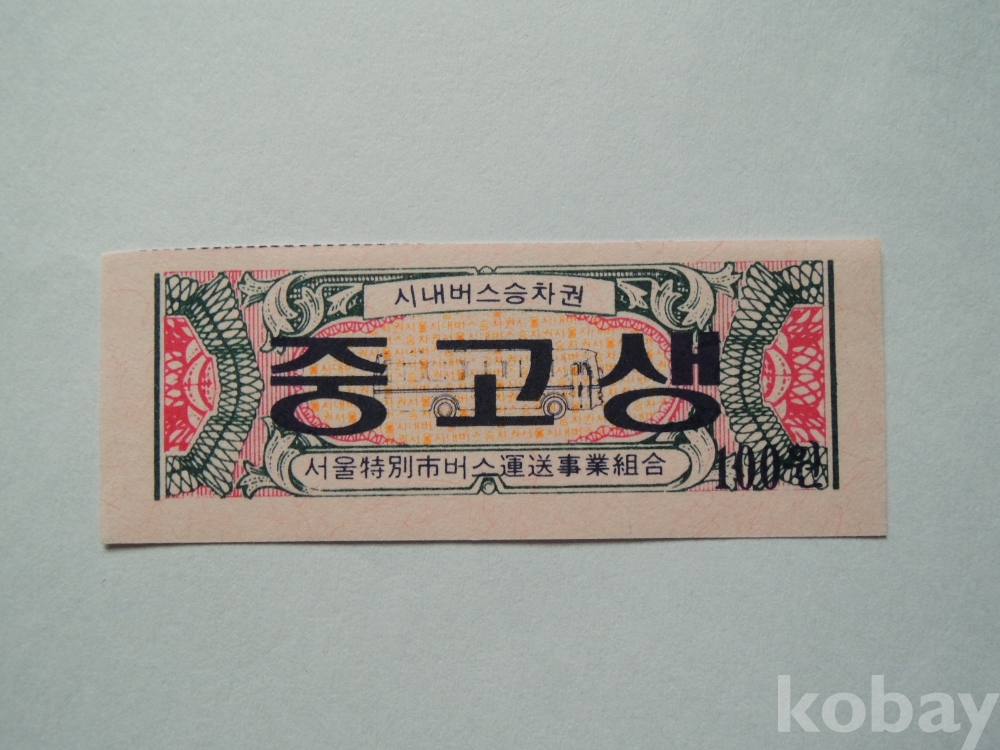 시내버스승차권
중고생
서울特別市버스運送事業組合
100원
kobay